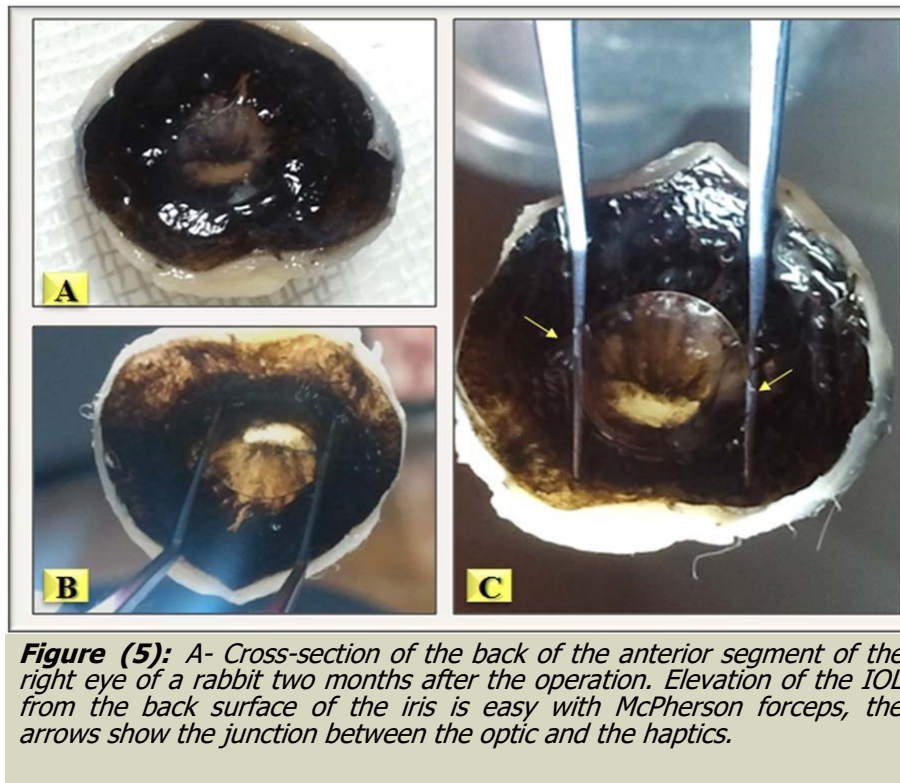 A
B
C
Figure (5): A- Cross-section of the back of the anterior segment of the
right eye of a rabbit two months after the operation. Elevation of the IOL
from the back surface of the iris is easy with McPherson forceps, the
arrows show the junction between the optic and the haptics.